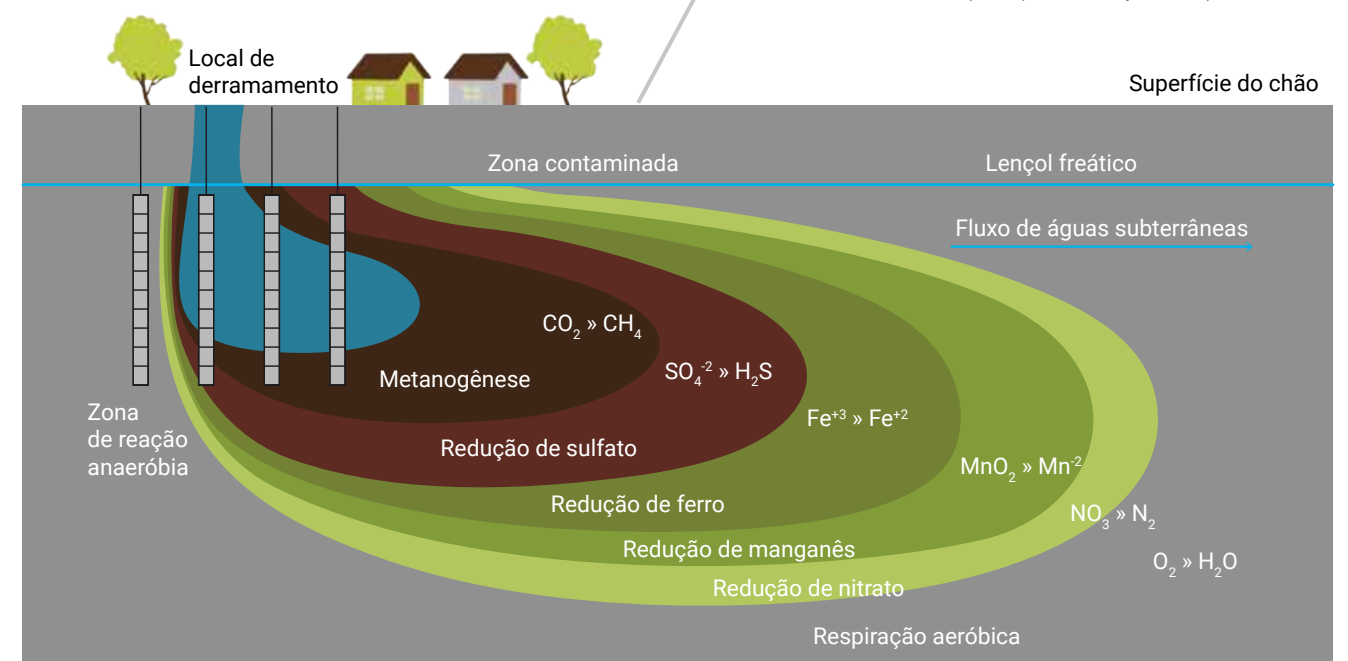 Local de
derramamento
Superfície do chão
Zona contaminada
Lençol freático
Fluxo de águas subterrâneas
CO₂ » CH₄
Metanogênese
SO₄⁻² » H₂S
Zona
de reação
anaeróbia
Fe⁺³ » Fe⁺²
Redução de sulfato
MnO₂ » Mn⁻²
Redução de ferro
NO₃ » N₂
Redução de manganês
O₂ » H₂O
Redução de nitrato
Respiração aeróbica